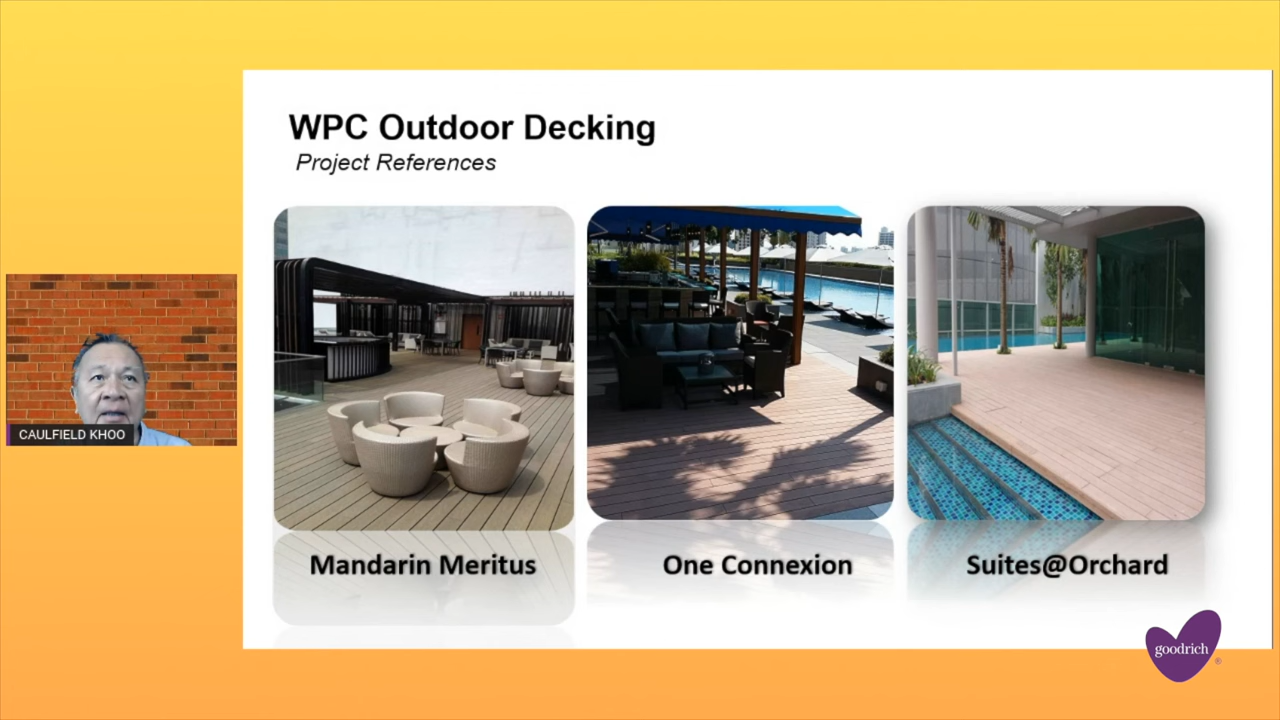 WPC Outdoor Decking
Project References
CAULFIELD KHOO
Mandarin Meritus
One Connexion
Suites@Orchard
goodrich
®